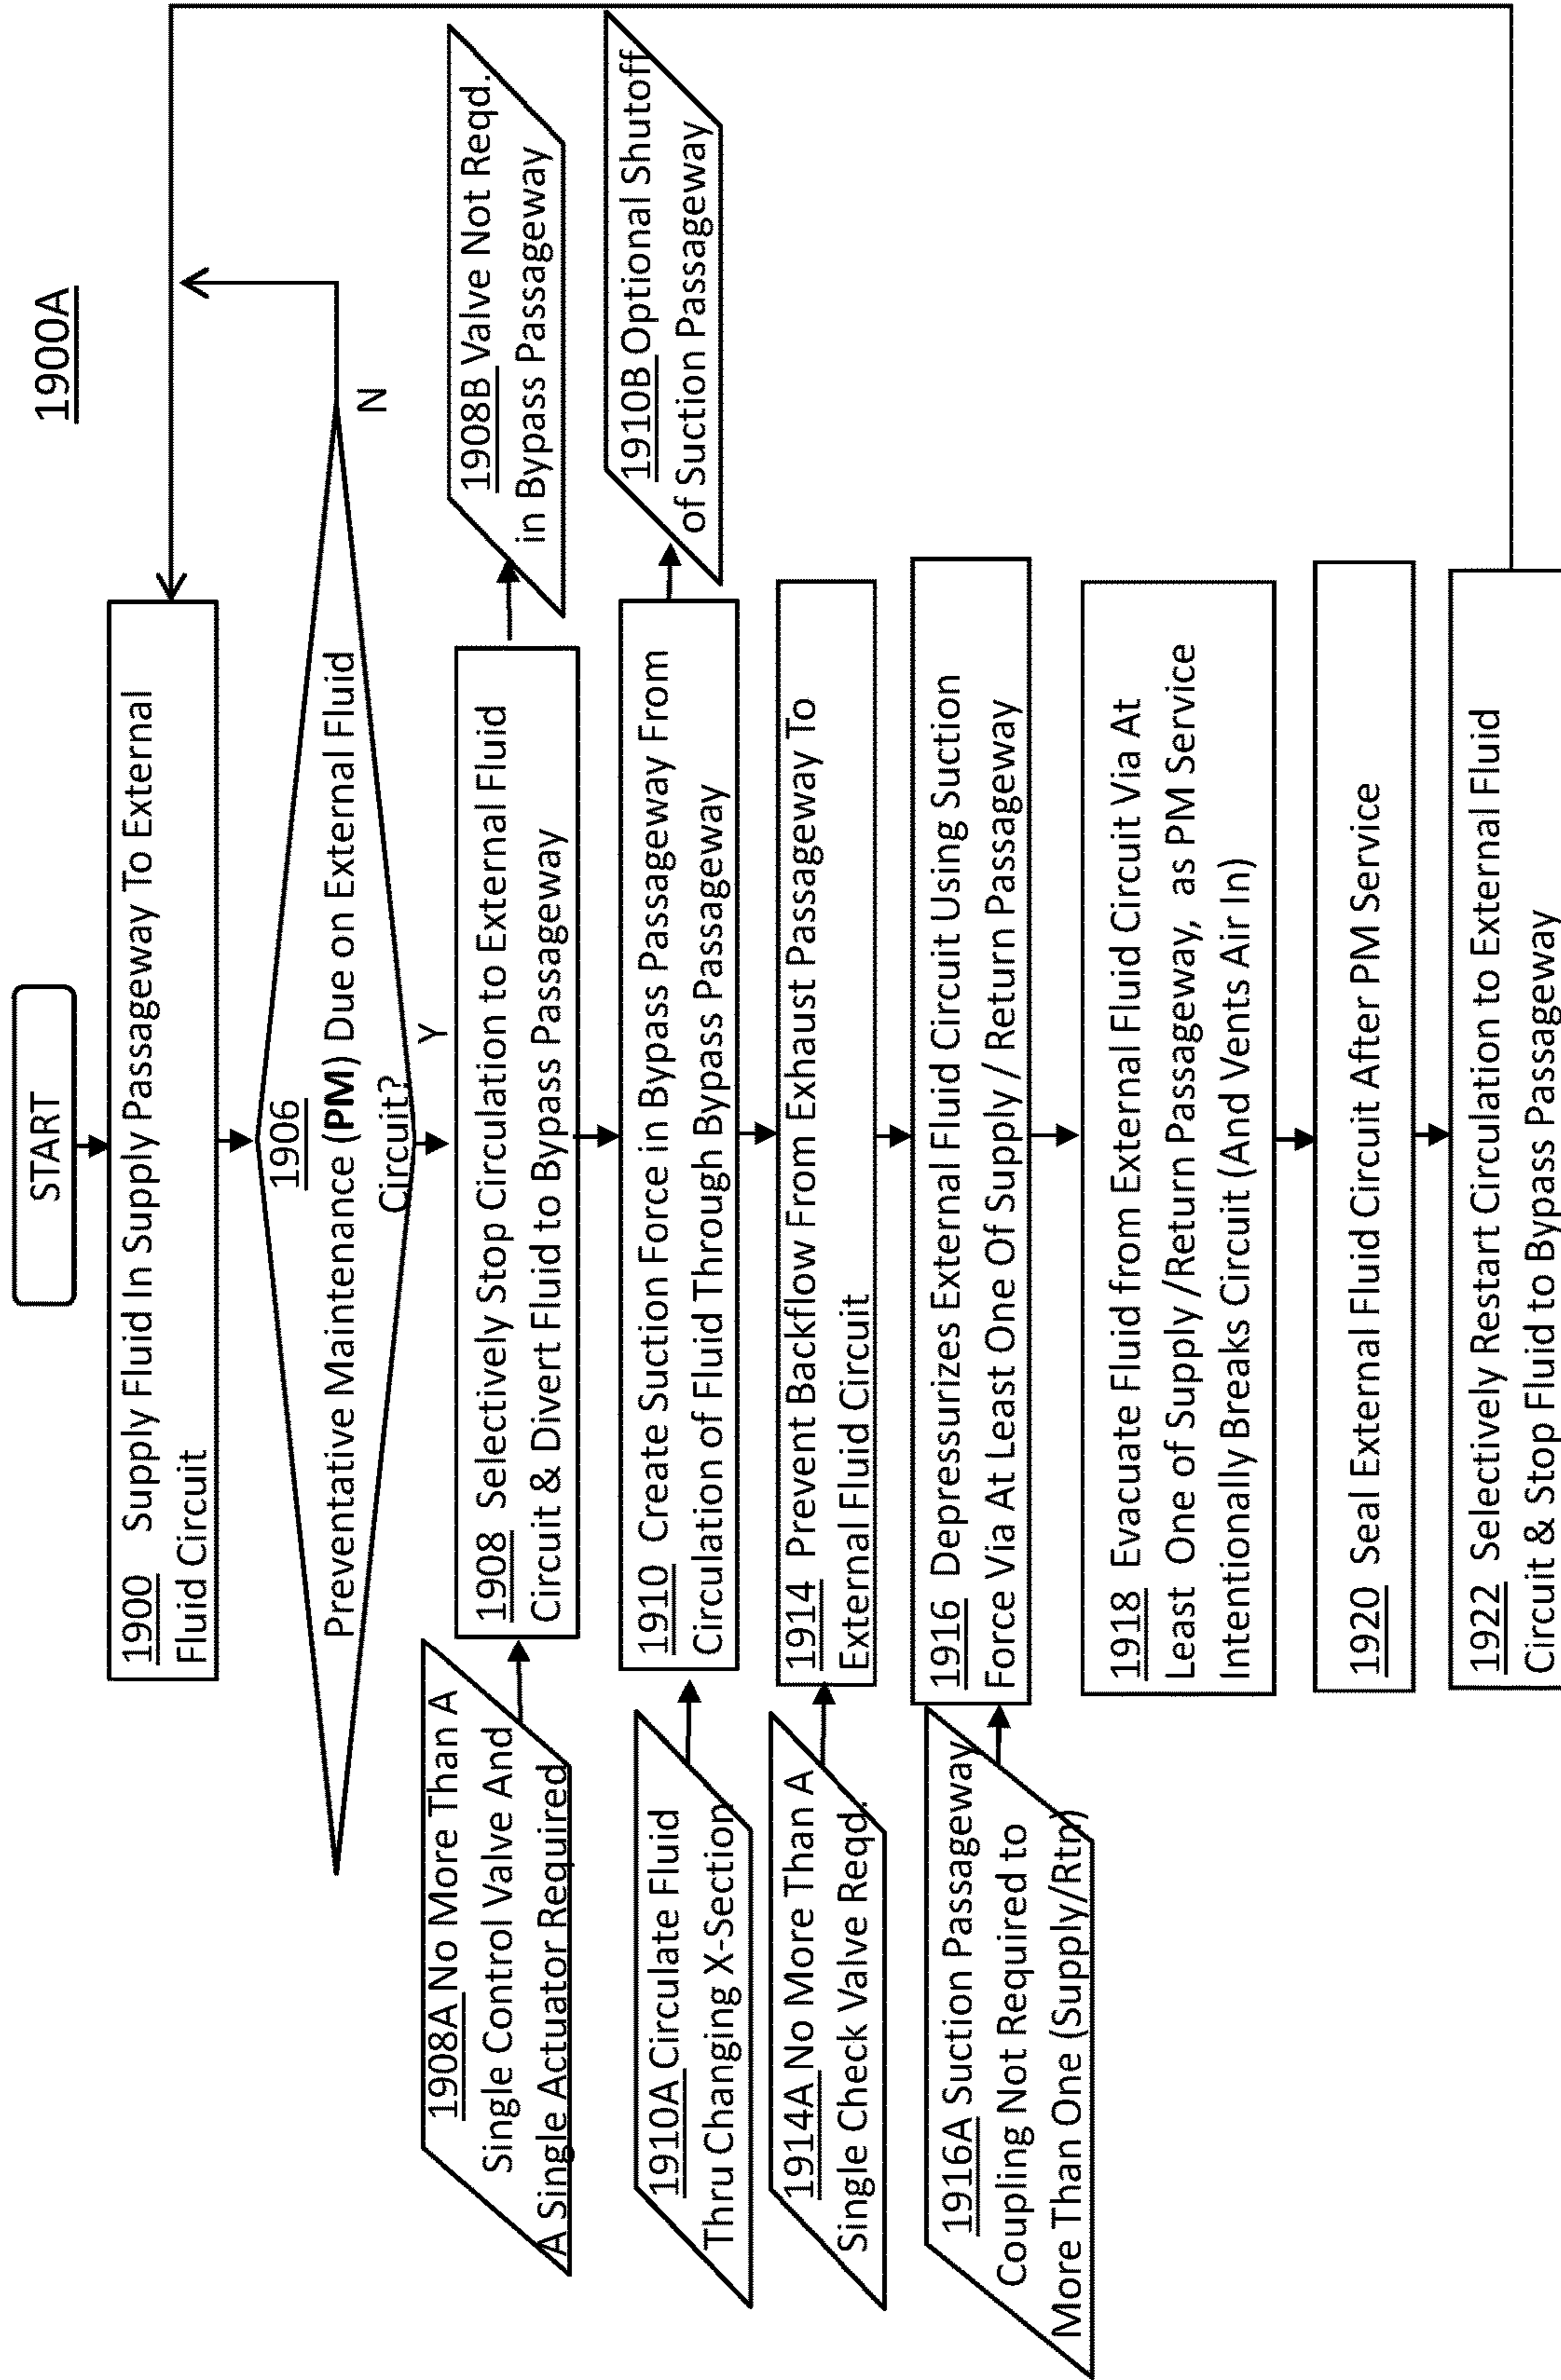 1900A
START
1900 Supply Fluid In Supply Passageway To External
Fluid Circuit
1906
Preventative Maintenance (PM) Due on External Fluid
Circuit?
N
Y
1908A No More Than A
Single Control Valve And
A Single Actuator Required
1908 Selectively Stop Circulation to External Fluid
Circuit & Divert Fluid to Bypass Passageway
1908B Valve Not Reqd.
in Bypass Passageway
1910A Circulate Fluid
Thru Changing X-Section
1910 Create Suction Force in Bypass Passageway From
Circulation of Fluid Through Bypass Passageway
1910B Optional Shutoff
of Suction Passageway
1914A No More Than A
Single Check Valve Reqd.
1914 Prevent Backflow From Exhaust Passageway To
External Fluid Circuit
1916A Suction Passageway
Coupling Not Required to
More Than One (Supply/Rtn)
1916 Depressurizes External Fluid Circuit Using Suction
Force Via At Least One Of Supply / Return Passageway
1918 Evacuate Fluid from External Fluid Circuit Via At
Least One of Supply /Return Passageway, as PM Service
Intentionally Breaks Circuit (And Vents Air In)
1920 Seal External Fluid Circuit After PM Service
1922 Selectively Restart Circulation to External Fluid
Circuit & Stop Fluid to Bypass Passageway